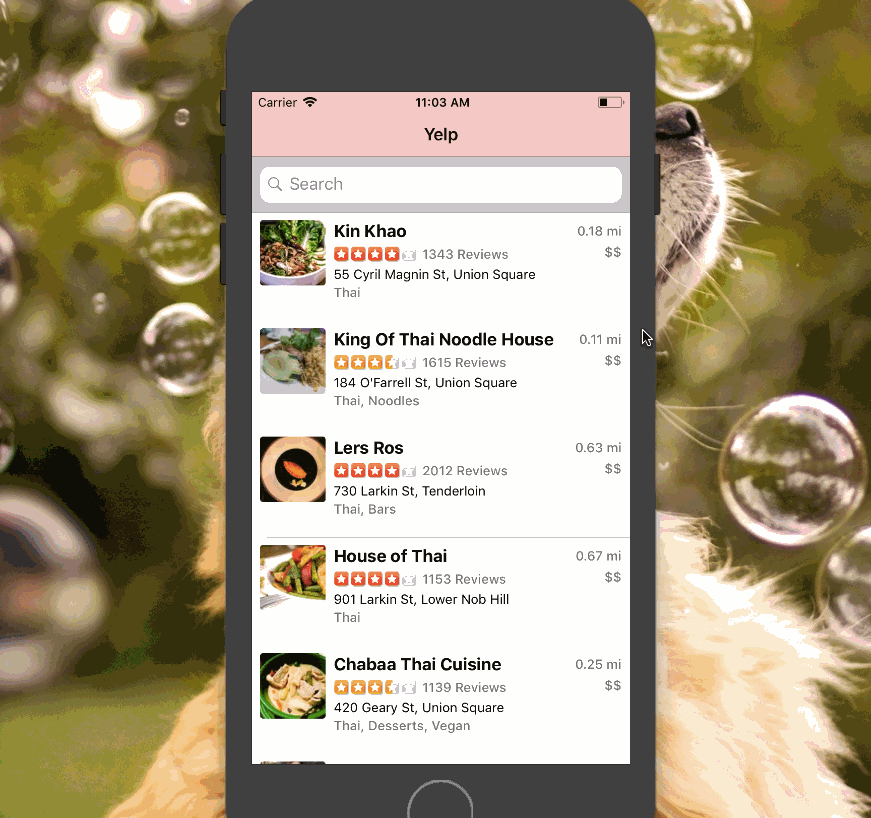 Carrier 11:03 AM
Yelp
Search
Kin Khao 0.18 mi
1343 Reviews $$
55 Cyril Magnin St, Union Square
Thai
King Of Thai Noodle House 0.11 mi
1615 Reviews $$
184 O'Farrell St, Union Square
Thai, Noodles
Lers Ros 0.63 mi
2012 Reviews $$
730 Larkin St, Tenderloin
Thai, Bars
House of Thai 0.67 mi
1153 Reviews $$
901 Larkin St, Lower Nob Hill
Thai
Chabaa Thai Cuisine 0.25 mi
1139 Reviews $$
420 Geary St, Union Square
Thai, Desserts, Vegan